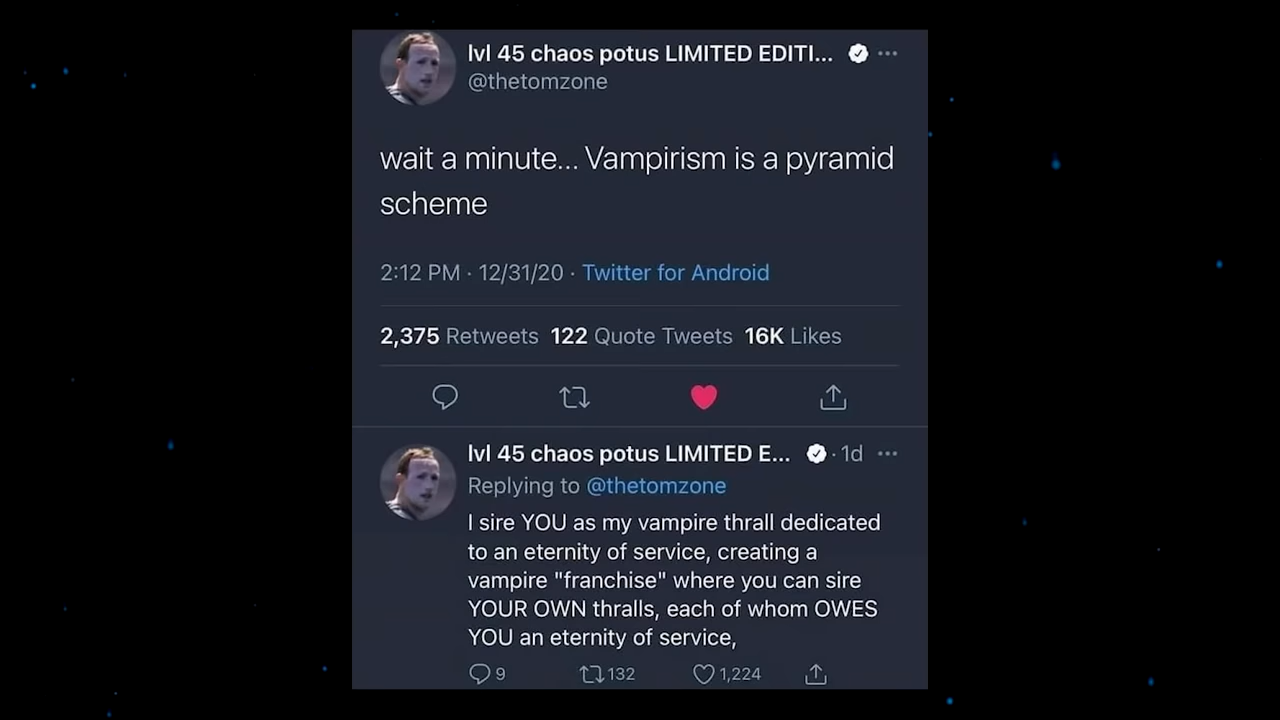 lvl 45 chaos potus LIMITED EDITI...
@thetomzone
wait a minute... Vampirism is a pyramid
scheme
2:12 PM · 12/31/20 · Twitter for Android
2,375 Retweets 122 Quote Tweets 16K Likes
lvl 45 chaos potus LIMITED E... · 1d
Replying to @thetomzone
I sire YOU as my vampire thrall dedicated
to an eternity of service, creating a
vampire "franchise" where you can sire
YOUR OWN thralls, each of whom OWES
YOU an eternity of service,
9 132 1,224